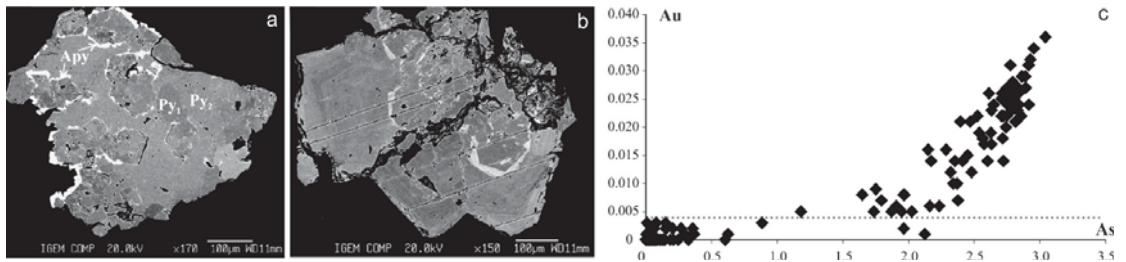 a
Apy
Py1 Py2
IGEM COMP 20.0kV ×170 100µm WD11mm
b
IGEM COMP 20.0kV ×150 100µm WD11mm
c
Au
0.040
0.035
0.030
0.025
0.020
0.015
0.010
0.005
0
As
0 0.5 1.0 1.5 2.0 2.5 3.0 3.5